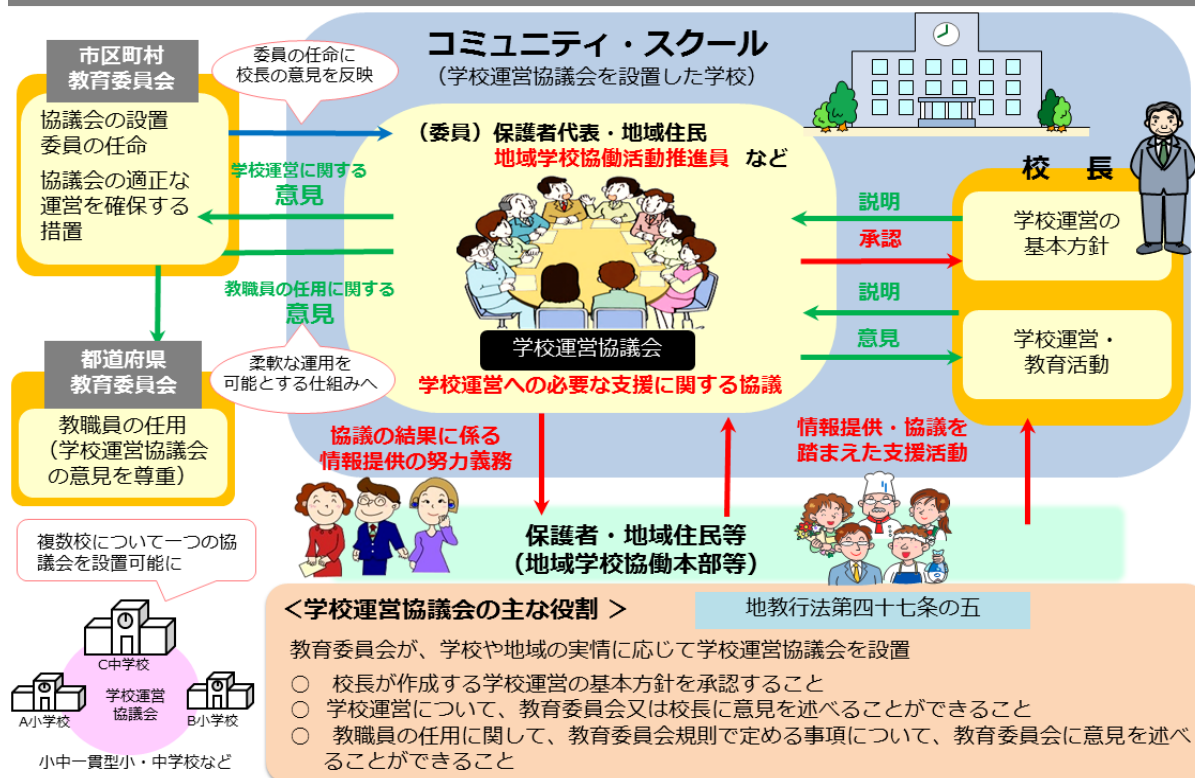 コミュニティ・スクール
（学校運営協議会を設置した学校）
市区町村
教育委員会
協議会の設置
委員の任命
協議会の適正な
運営を確保する
措置
委員の任命に
校長の意見を反映
（委員）保護者代表・地域住民
地域学校協働活動推進員 など
学校運営に関する
意見
教職員の任用に関する
意見
柔軟な運用を
可能とする仕組みへ
都道府県
教育委員会
教職員の任用
（学校運営協議会
の意見を尊重）
学校運営協議会
学校運営への必要な支援に関する協議
校 長
説明
承認
学校運営の
基本方針
説明
意見
学校運営・
教育活動
協議の結果に係る
情報提供の努力義務
情報提供・協議を
踏まえた支援活動
保護者・地域住民等
（地域学校協働本部等）
複数校について一つの協
議会を設置可能に
C中学校
A小学校
学校運営
協議会
B小学校
小中一貫型小・中学校など
＜学校運営協議会の主な役割 ＞
地教行法第四十七条の五
教育委員会が、学校や地域の実情に応じて学校運営協議会を設置
○ 校長が作成する学校運営の基本方針を承認すること
○ 学校運営について、教育委員会又は校長に意見を述べることができること
○ 教職員の任用に関して、教育委員会規則で定める事項について、教育委員会に意見を述べ
ることができること